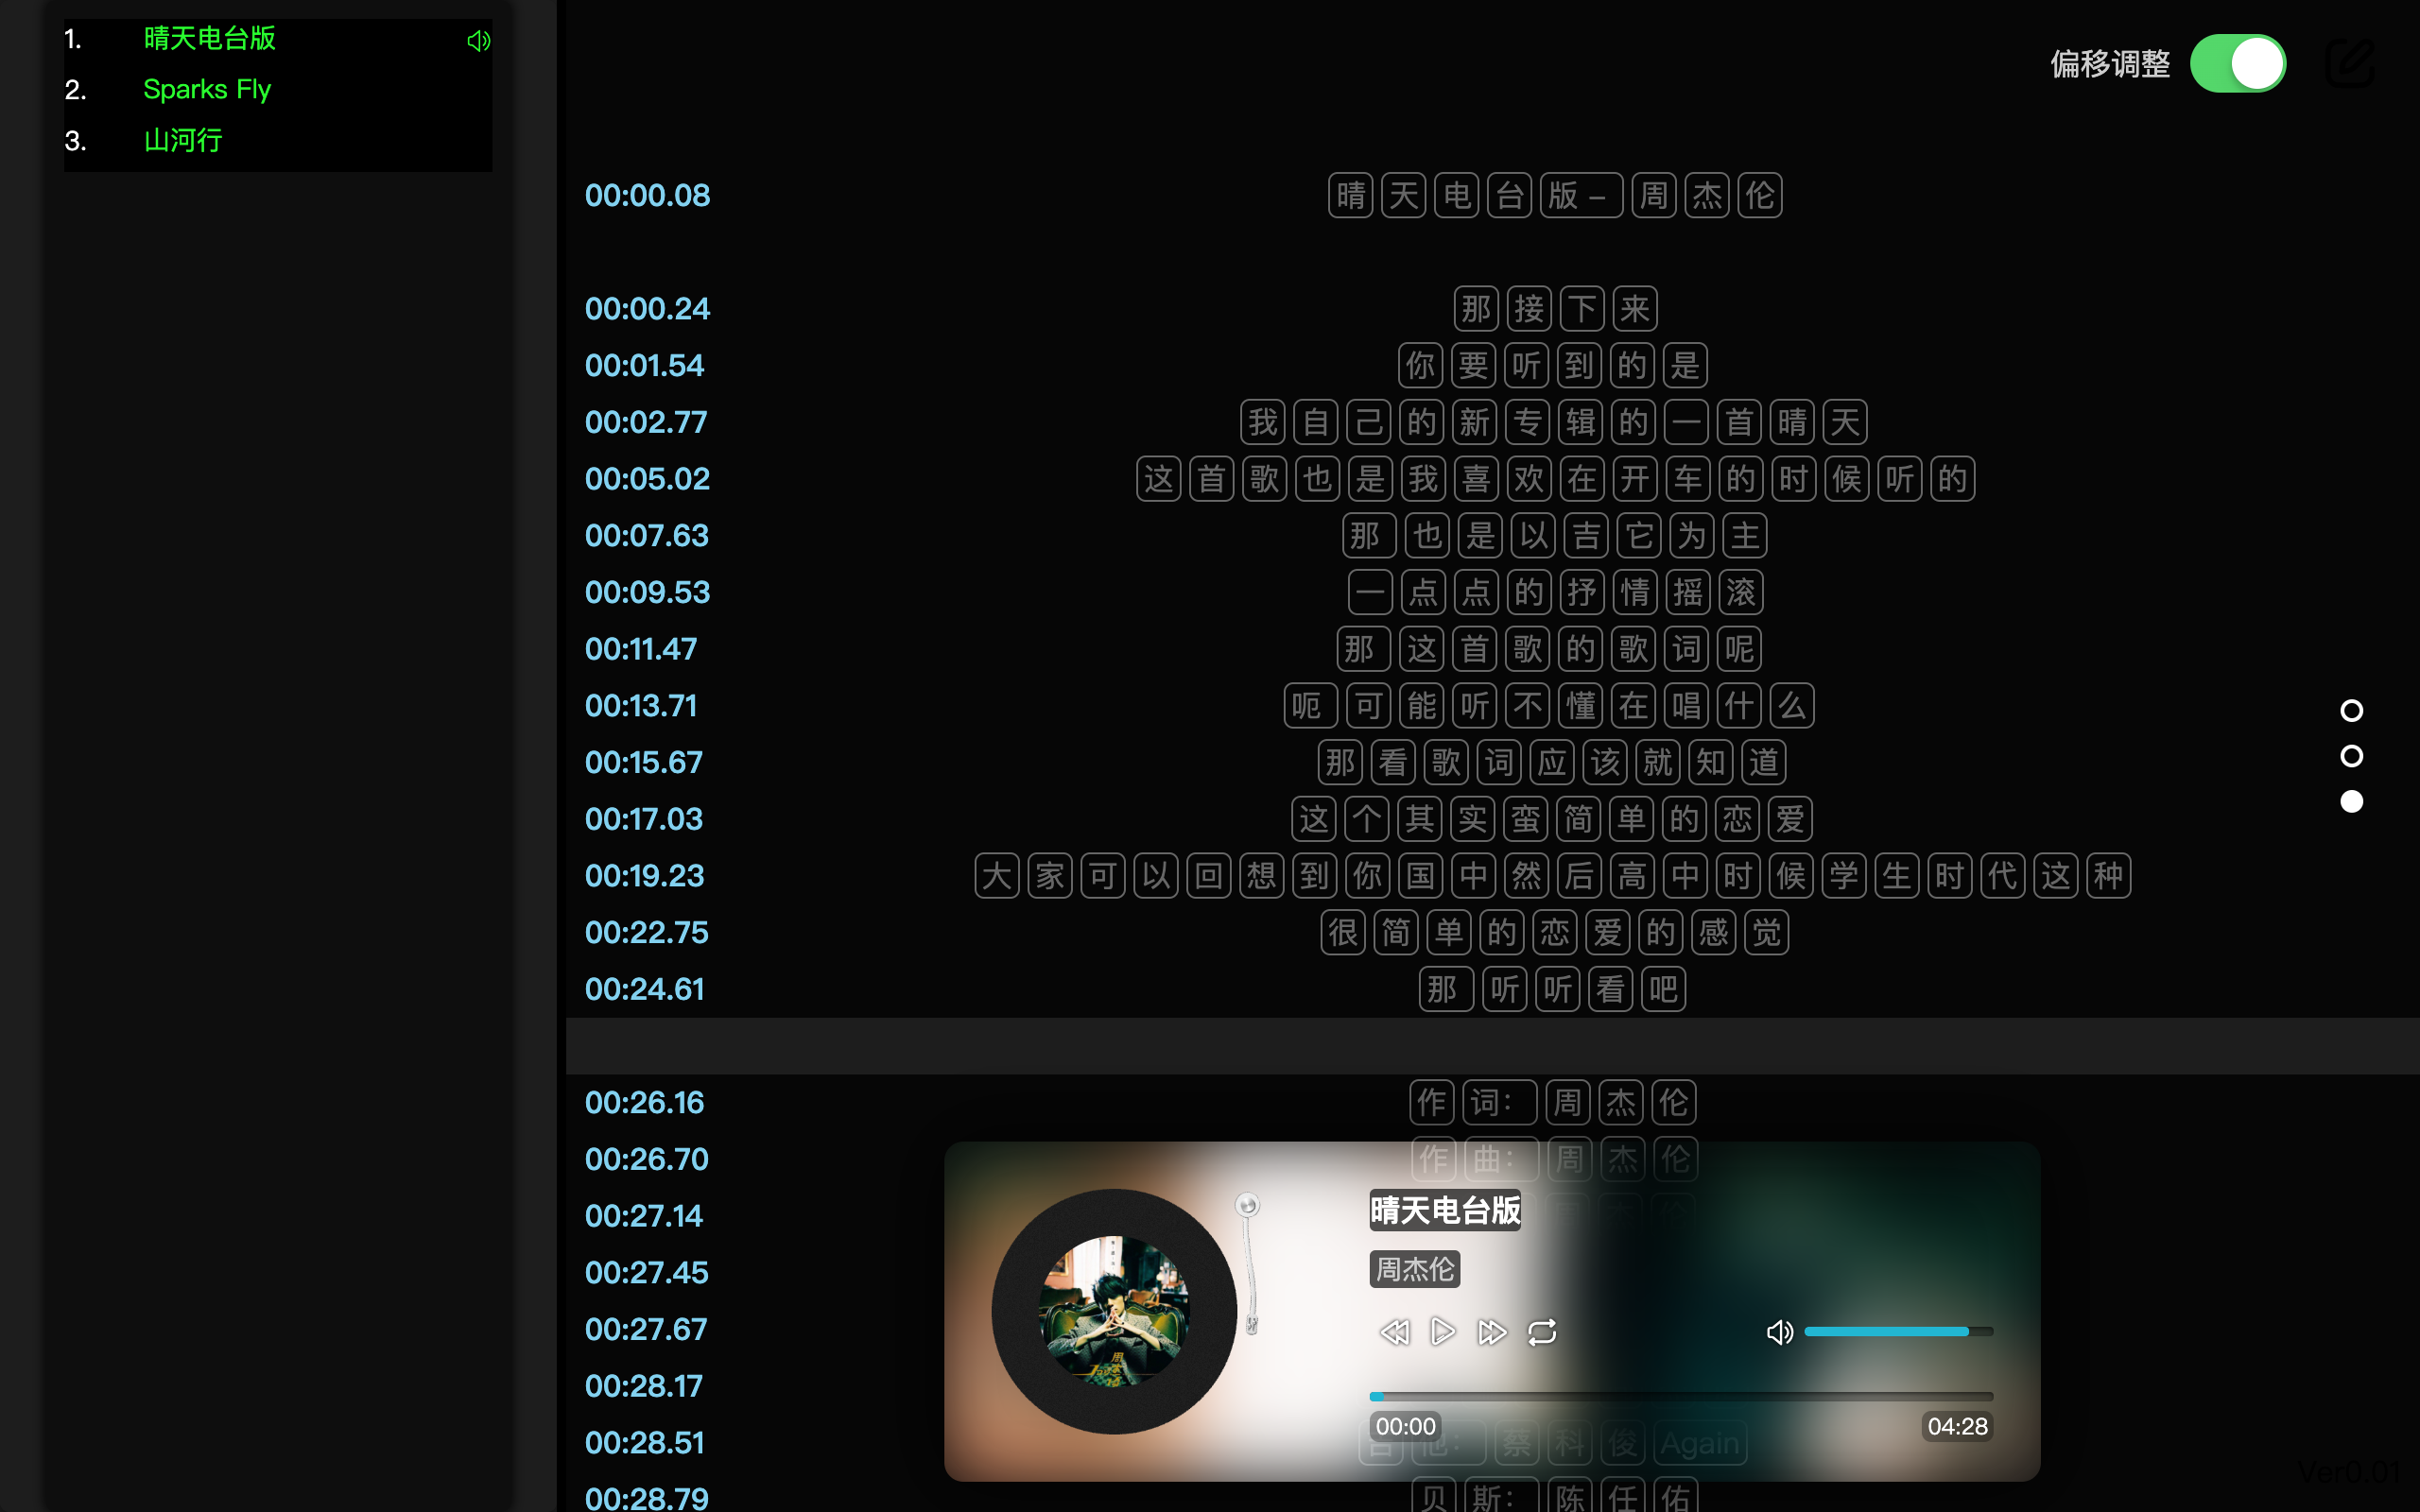 1. 晴天电台版
2. Sparks Fly
3. 山河行
偏移调整
00:00.08 晴天电台版 – 周杰伦
00:00.24 那接下来
00:01.54 你要听到的是
00:02.77 我自己的新专辑的一首晴天
00:05.02 这首歌也是我喜欢在开车的时候听的
00:07.63 那 也是以吉它为主
00:09.53 一点点的抒情摇滚
00:11.47 那 这首歌的歌词呢
00:13.71 呃 可能听不懂在唱什么
00:15.67 那看歌词应该就知道
00:17.03 这个其实蛮简单的恋爱
00:19.23 大家可以回想到你国中然后高中时候学生时代这种
00:22.75 很简单的恋爱的感觉
00:24.61 那 听听看吧
00:26.16 作词：周杰伦
00:26.70 作曲：周杰伦
00:27.14
00:27.45
00:27.67
00:28.17
00:28.51 吉他：蔡科俊Again
00:28.79 贝斯：陈任佑
晴天电台版
周杰伦
00:00 04:28
Ver0.01